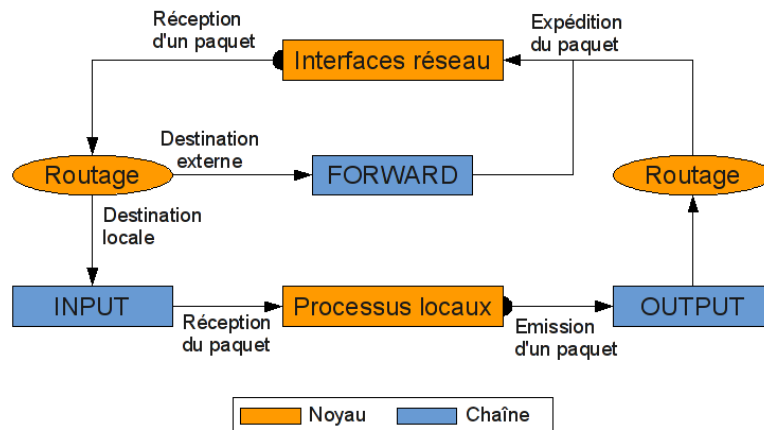 Réception
d'un paquet
Interfaces réseau
Expédition
du paquet
Destination
externe
Routage
FORWARD
Routage
Destination
locale
INPUT
Réception
du paquet
Processus locaux
Emission
d'un paquet
OUTPUT
Noyau
Chaîne